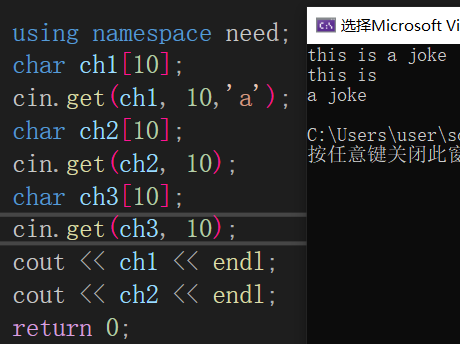 using namespace need;
char ch1[10];
cin.get(ch1, 10,'a');
char ch2[10];
cin.get(ch2, 10);
char ch3[10];
cin.get(ch3, 10);
cout << ch1 << endl;
cout << ch2 << endl;
return 0;
选择Microsoft Vi
this is a joke
this is
a joke
C:\Users\user\so
按任意键关闭此窗